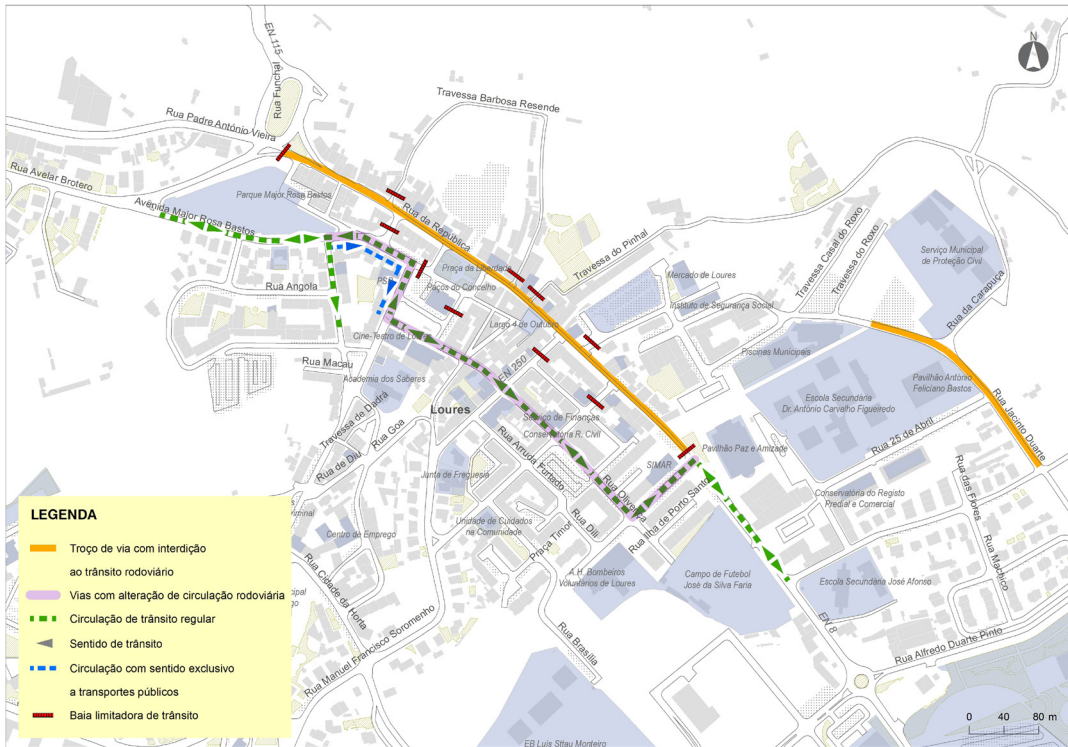 EN 115
Rua Funchal
N
Travessa Barbosa Resende
Rua Padre António Vieira
Rua Avelar Brotero
Parque Major Rosa Bastos
Avenida Major Rosa Bastos
Rua da República
Travessa do Pinhal
Travessa Casal do Roxo
Travessa do Roxo
Serviço Municipal
de Proteção Civil
Rua da Carapuça
Praça da Liberdade
PSP
Paços do Concelho
Mercado de Loures
Rua Angola
Instituto de Segurança Social
Largo 4 de Outubro
Cine-Teatro de Loures
Piscinas Municipais
Rua Macau
EN 250
Academia dos Saberes
Pavilhão António
Feliciano Bastos
Rua Jacinto Duarte
Escola Secundária
Dr. António Carvalho Figueiredo
Loures
Travessa de Dadrá
Rua Goa
Rua de Diu
Serviço de Finanças
Conservatória R. Civil
Rua 25 de Abril
Pavilhão Paz e Amizade
Rua Arruda Furtado
SIMAR
Junta de Freguesia
Rua Olivença
Rua Ilha de Porto Santo
Rua das Flores
Conservatória do Registo
Predial e Comercial
Rua Dili
Unidade de Cuidados
na Comunidade
Praça Timor
Centro de Emprego
Rua Machico
A.H. Bombeiros
Voluntários de Loures
Campo de Futebol
José da Silva Faria
Escola Secundária José Afonso
Rua Cidade da Horta
EN 8
Rua Manuel Francisco Soromenho
Rua Brasília
Rua Alfredo Duarte Pinto
EB Luis Sttau Monteiro
LEGENDA
Troço de via com interdição
ao trânsito rodoviário
Vias com alteração de circulação rodoviária
Circulação de trânsito regular
Sentido de trânsito
Circulação com sentido exclusivo
a transportes públicos
Baia limitadora de trânsito
0 40 80 m